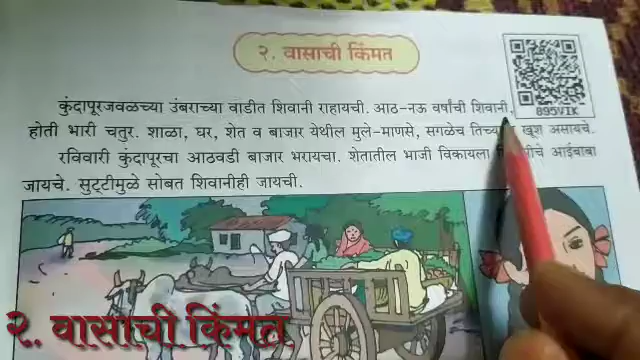 २. वासाची किंमत
895VIK
कुंदापूरजवळच्या उंबराच्या वाडीत शिवानी राहायची. आठ-नऊ वर्षांची शिवानी,
होती भारी चतुर. शाळा, घर, शेत व बाजार येथील मुले-माणसे, सगळेच खूश असायचे.
रविवारी कुंदापूरचा आठवडी बाजार भरायचा. शेतातील भाजी विकायला आईबाबा
जायचे. सुट्टीमुळे सोबत शिवानीही जायची.
२. वासाची किंमत